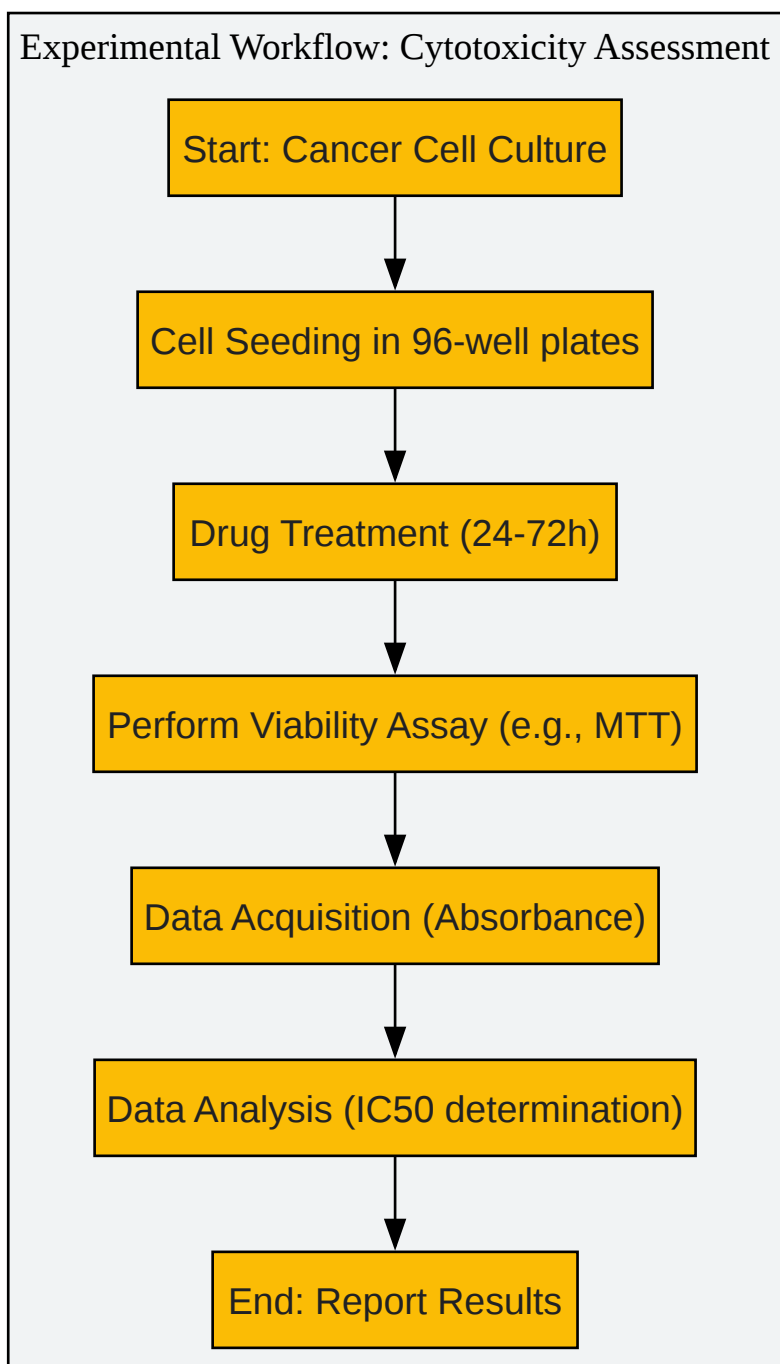 Experimental Workflow: Cytotoxicity Assessment
Start: Cancer Cell Culture
Cell Seeding in 96-well plates
Drug Treatment (24-72h)
Perform Viability Assay (e.g., MTT)
Data Acquisition (Absorbance)
Data Analysis (IC50 determination)
End: Report Results